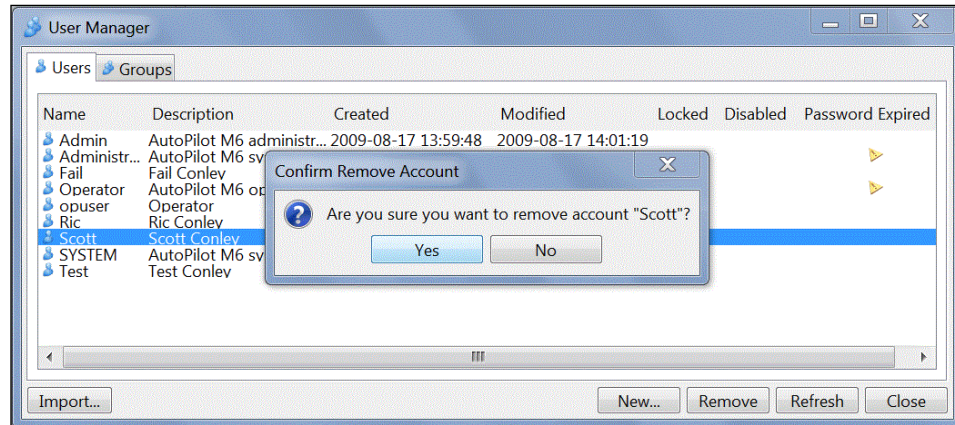 User Manager
Users Groups
Name Description Created Modified Locked Disabled Password Expired
Admin AutoPilot M6 administr... 2009-08-17 13:59:48 2009-08-17 14:01:19
Administr... AutoPilot M6 sy
Fail Fail Conley
Operator AutoPilot M6 op
opuser Operator
Ric Ric Conley
Scott Scott Conley
SYSTEM AutoPilot M6 sy
Test Test Conley
Confirm Remove Account
Are you sure you want to remove account "Scott"?
Yes No
Import... New... Remove Refresh Close